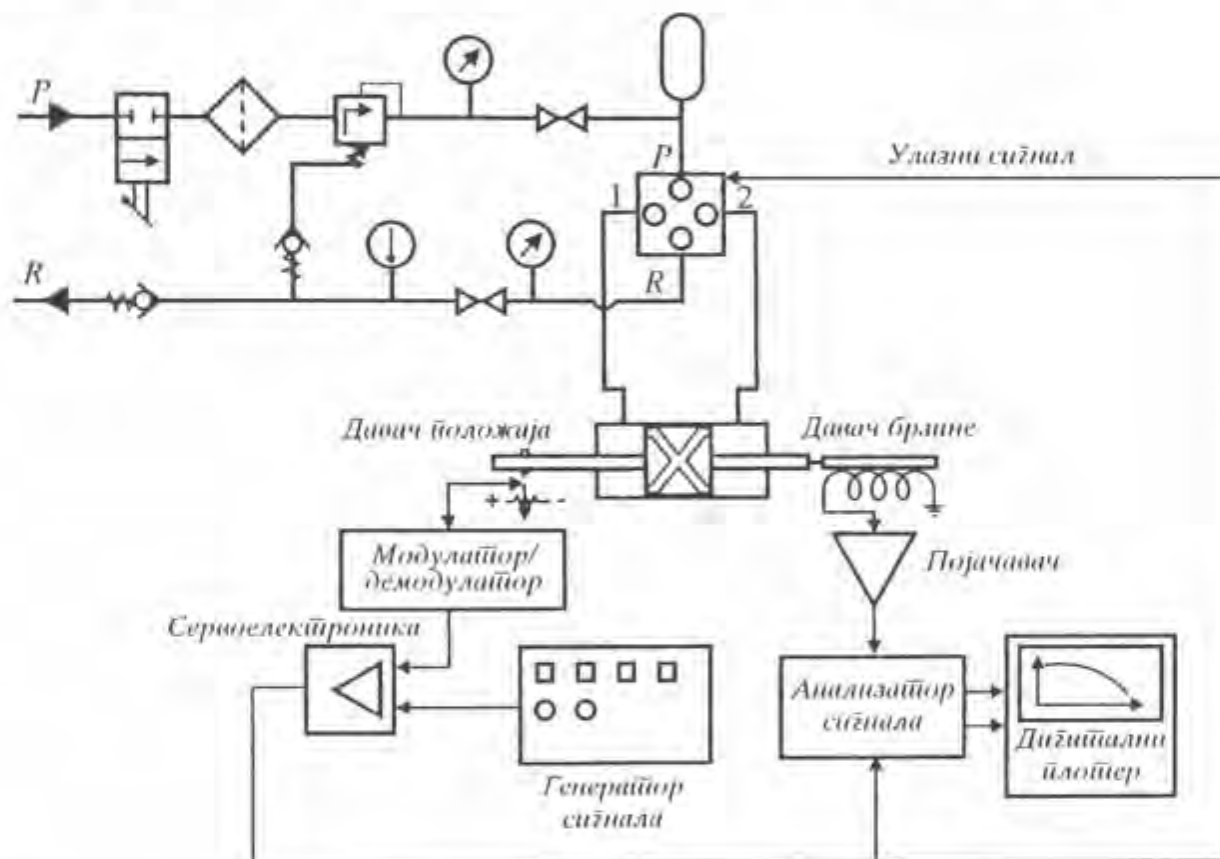 P
Улазни сигнал
P
1
2
R
R
Давач положаја
Давач брзине
+
-
Модулатор/
демодулатор
Појачавач
Сервоелектроника
Анализатор
сигнала
Дигитални
плотер
Генератор
сигнала